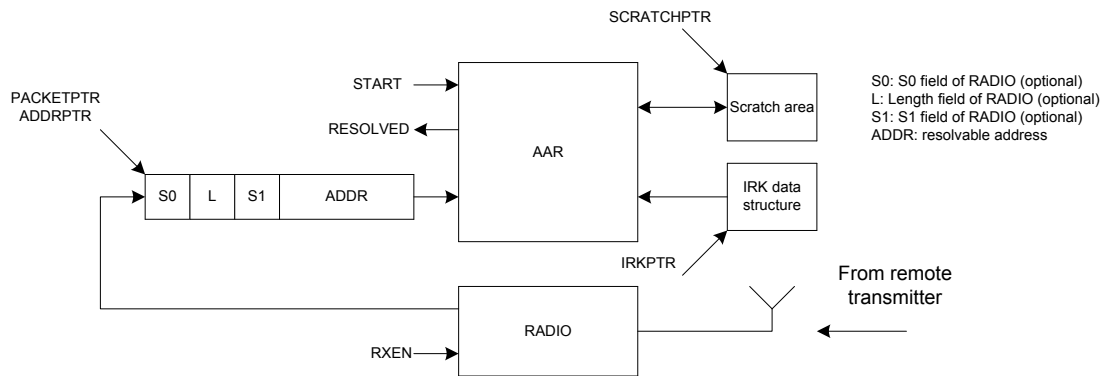 SCRATCHPTR
START
PACKETPTR
ADDRPTR
RESOLVED
AAR
Scratch area
S0: S0 field of RADIO (optional)
L: Length field of RADIO (optional)
S1: S1 field of RADIO (optional)
ADDR: resolvable address
S0
L
S1
ADDR
IRK data
structure
IRKPTR
From remote
transmitter
RADIO
RXEN